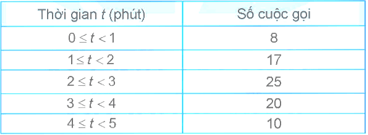 Thời gian t (phút) Số cuộc gọi
0 ≤ t < 1 8
1 ≤ t < 2 17
2 ≤ t < 3 25
3 ≤ t < 4 20
4 ≤ t < 5 10